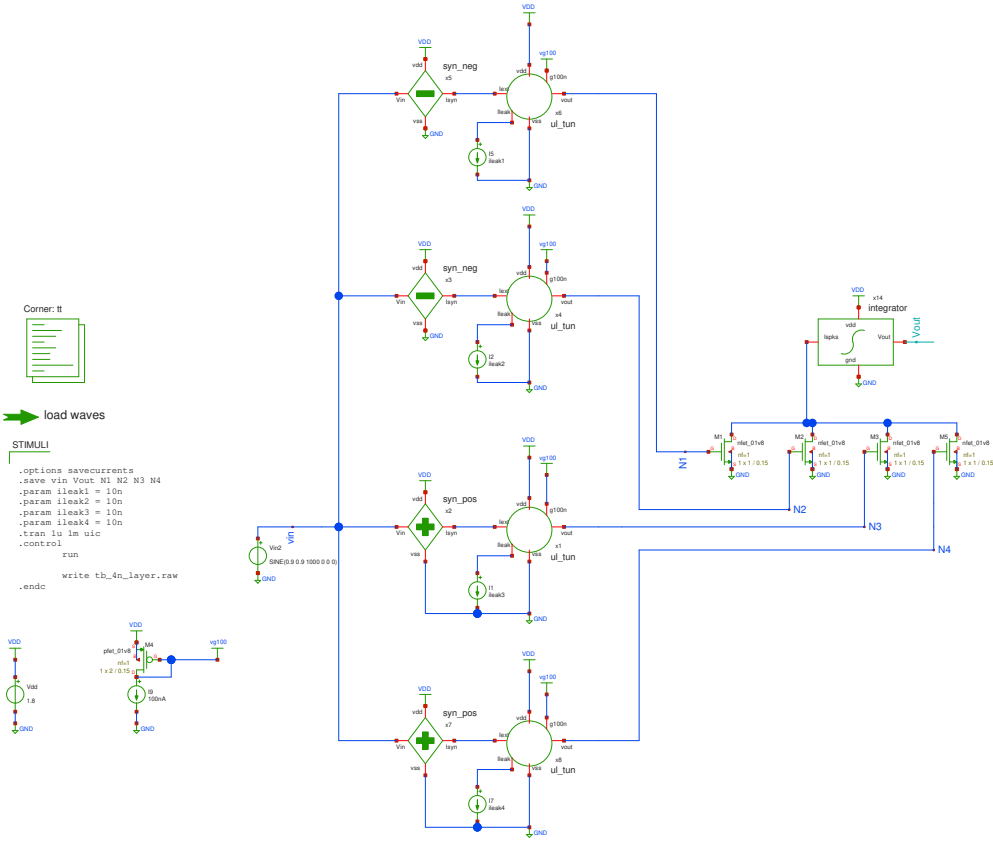 VDD
VDD
vg100
syn_neg
vdd
x5
vdd
g100n
Vin
Isyn
Iext
vout
Ileak
x6
vss
vss
ul_tun
GND
I5
ileak1
GND
VDD
VDD
vg100
syn_neg
vdd
x3
vdd
g100n
Vin
Isyn
Iext
vout
Ileak
x4
vss
vss
ul_tun
GND
I2
ileak2
GND
VDD
x14
integrator
vdd
Ispks
Vout
gnd
Vout
GND
Corner: tt
load waves
STIMULI
.options savecurrents
.save vin Vout N1 N2 N3 N4
.param ileak1 = 10n
.param ileak2 = 10n
.param ileak3 = 10n
.param ileak4 = 10n
.tran 1u 1m uic
.control
run
write tb_4n_layer.raw
.endc
M1
D
nfet_01v8
G
nf=1
S
1 x 1 / 0.15
GND
M2
D
nfet_01v8
G
nf=1
S
1 x 1 / 0.15
GND
M3
D
nfet_01v8
G
nf=1
S
1 x 1 / 0.15
GND
M5
D
nfet_01v8
G
nf=1
S
1 x 1 / 0.15
GND
N1
N2
N3
N4
VDD
VDD
vg100
syn_pos
vdd
x2
vdd
g100n
Vin
Isyn
Iext
vout
Ileak
x1
vss
vss
ul_tun
I1
ileak3
GND
vin
Vin2
SINE(0.9 0.9 1000 0 0 0)
GND
VDD
VDD
vg100
syn_pos
vdd
x7
vdd
g100n
Vin
Isyn
Iext
vout
Ileak
x8
vss
vss
ul_tun
I7
ileak4
GND
VDD
Vdd
1.8
GND
VDD
M4
S
pfet_01v8
G
nf=1
D
1 x 2 / 0.15
vg100
I9
100nA
GND